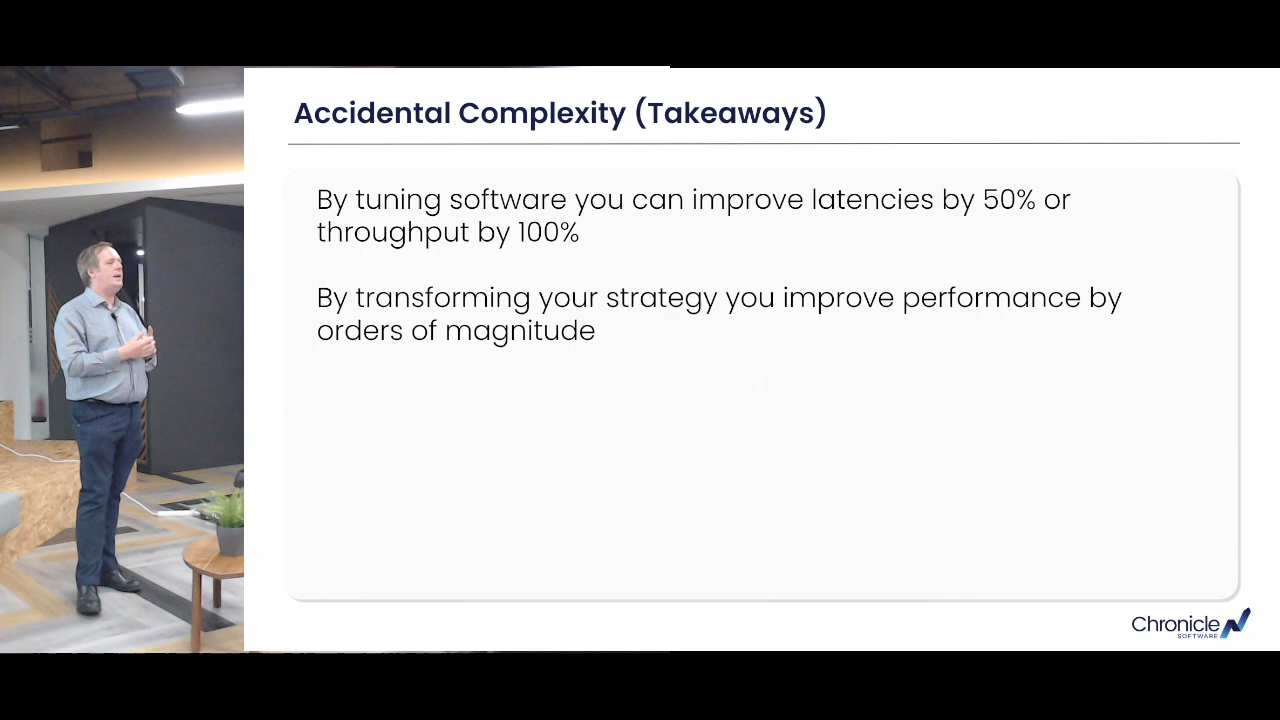 Accidental Complexity (Takeaways)
By tuning software you can improve latencies by 50% or
throughput by 100%
By transforming your strategy you improve performance by
orders of magnitude
Chronicle
SOFTWARE